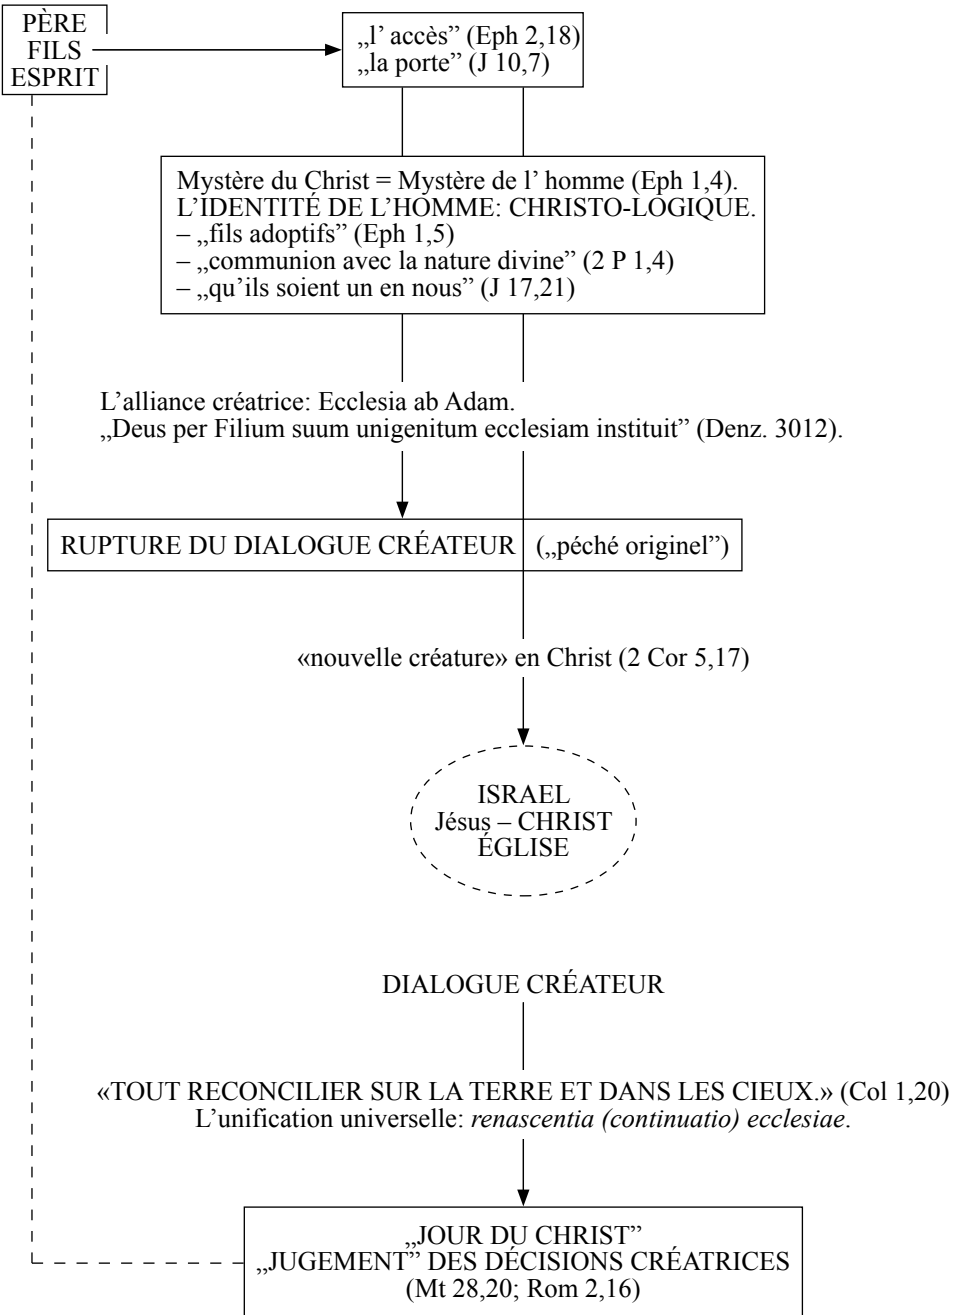 PÈRE
FILS
ESPRIT
„l’ accès” (Eph 2,18)
„la porte” (J 10,7)
Mystère du Christ = Mystère de l’ homme (Eph 1,4).
L’IDENTITÉ DE L’HOMME: CHRISTO-LOGIQUE.
– „fils adoptifs” (Eph 1,5)
– „communion avec la nature divine” (2 P 1,4)
– „qu’ils soient un en nous” (J 17,21)
L’alliance créatrice: Ecclesia ab Adam.
„Deus per Filium suum unigenitum ecclesiam instituit” (Denz. 3012).
RUPTURE DU DIALOGUE CRÉATEUR („péché originel”)
«nouvelle créature» en Christ (2 Cor 5,17)
ISRAEL
Jésus – CHRIST
ÉGLISE
DIALOGUE CRÉATEUR
«TOUT RECONCILIER SUR LA TERRE ET DANS LES CIEUX.» (Col 1,20)
L’unification universelle: renascentia (continuatio) ecclesiae.
„JOUR DU CHRIST”
„JUGEMENT” DES DÉCISIONS CRÉATRICES
(Mt 28,20; Rom 2,16)